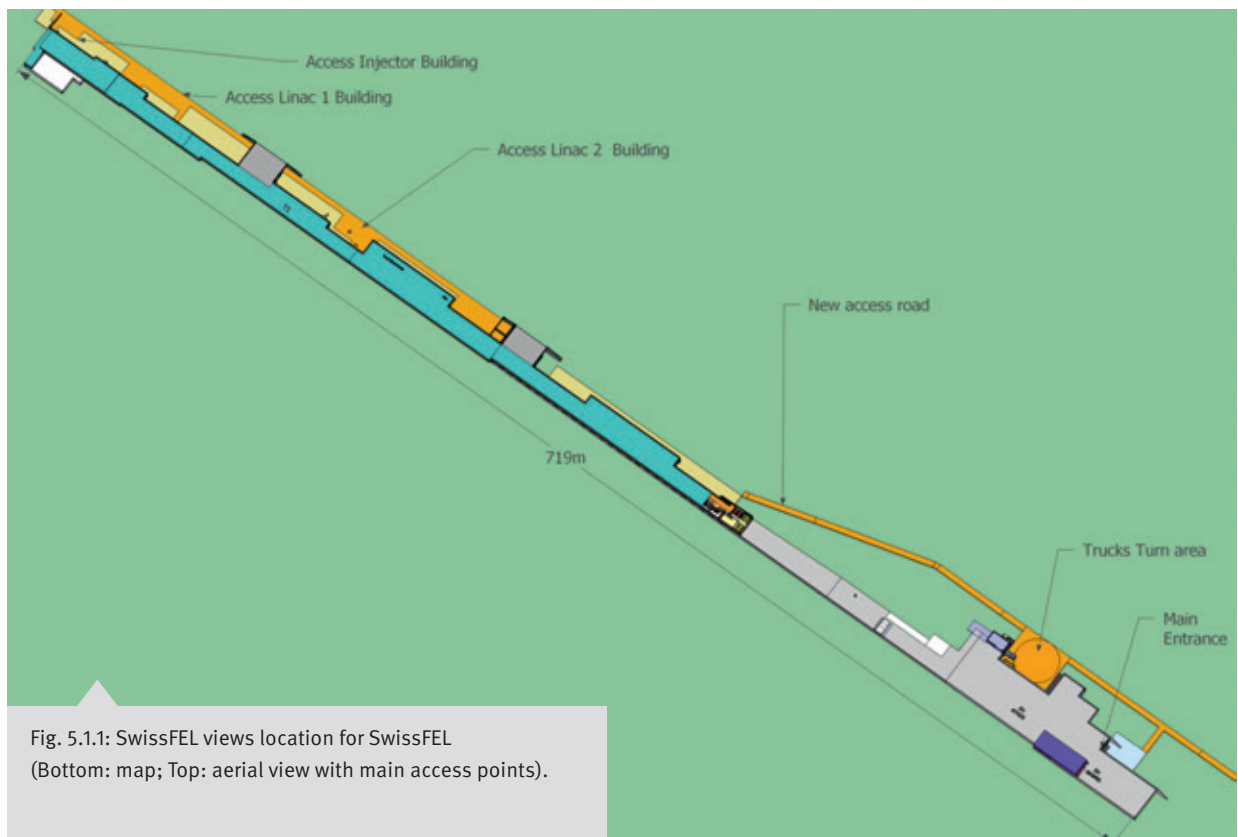 Access Injector Building
Access Linac 1 Building
Access Linac 2 Building
New access road
719m
Trucks Turn area
Main
Entrance
Fig. 5.1.1: SwissFEL views location for SwissFEL
(Bottom: map; Top: aerial view with main access points).